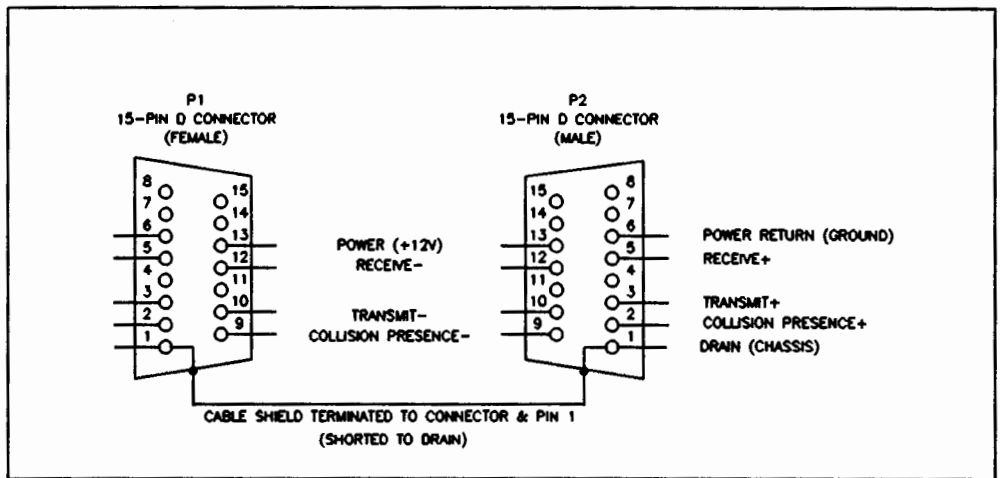 P1
15-PIN D CONNECTOR
(FEMALE)
P2
15-PIN D CONNECTOR
(MALE)
8
7
6
5
4
3
2
1
15
14
13
12
11
10
9
POWER (+12V)
RECEIVE-
TRANSMIT-
COLLISION PRESENCE-
15
14
13
12
11
10
9
8
7
6
5
4
3
2
1
POWER RETURN (GROUND)
RECEIVE+
TRANSMIT+
COLLISION PRESENCE+
DRAIN (CHASSIS)
CABLE SHIELD TERMINATED TO CONNECTOR & PIN 1
(SHORTED TO DRAIN)